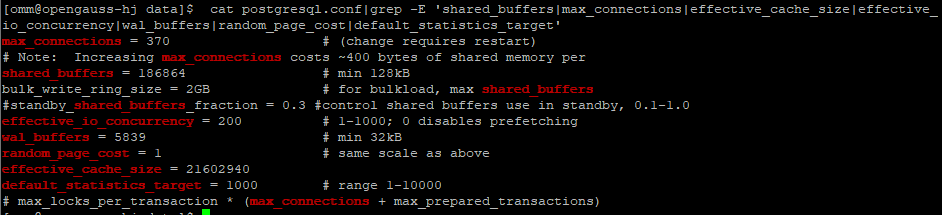 [omm@opengauss-hj data]$  cat postgresql.conf|grep -E 'shared_buffers|max_connections|effective_cache_size|effective_
io_concurrency|wal_buffers|random_page_cost|default_statistics_target'
max_connections = 370                   # (change requires restart)
# Note:  Increasing max_connections costs ~400 bytes of shared memory per
shared_buffers = 186864                 # min 128kB
bulk_write_ring_size = 2GB              # for bulkload, max shared_buffers
#standby_shared_buffers_fraction = 0.3 #control shared buffers use in standby, 0.1-1.0
effective_io_concurrency = 200          # 1-1000; 0 disables prefetching
wal_buffers = 5839                      # min 32kB
random_page_cost = 1                    # same scale as above
effective_cache_size = 21602940
default_statistics_target = 1000        # range 1-10000
# max_locks_per_transaction * (max_connections + max_prepared_transactions)